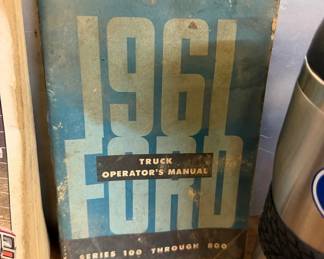 1961
FORD
TRUCK
OPERATOR'S MANUAL
SERIES 100 THROUGH 800